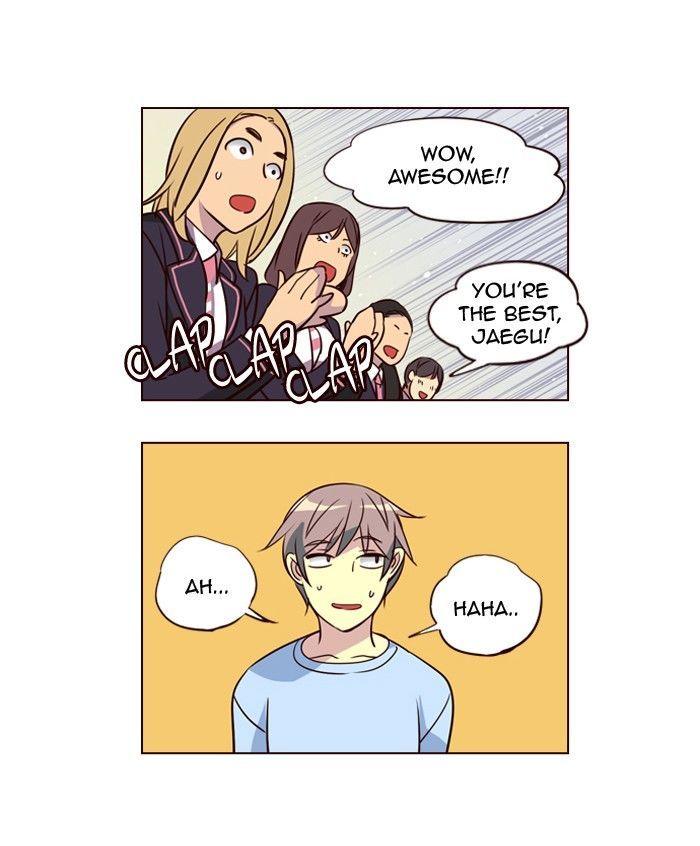 WOW,
AWESOME!!
YOU'RE
THE BEST,
JAEGU!
CLAP
CLAP
CLAP
AH...
HAHA..